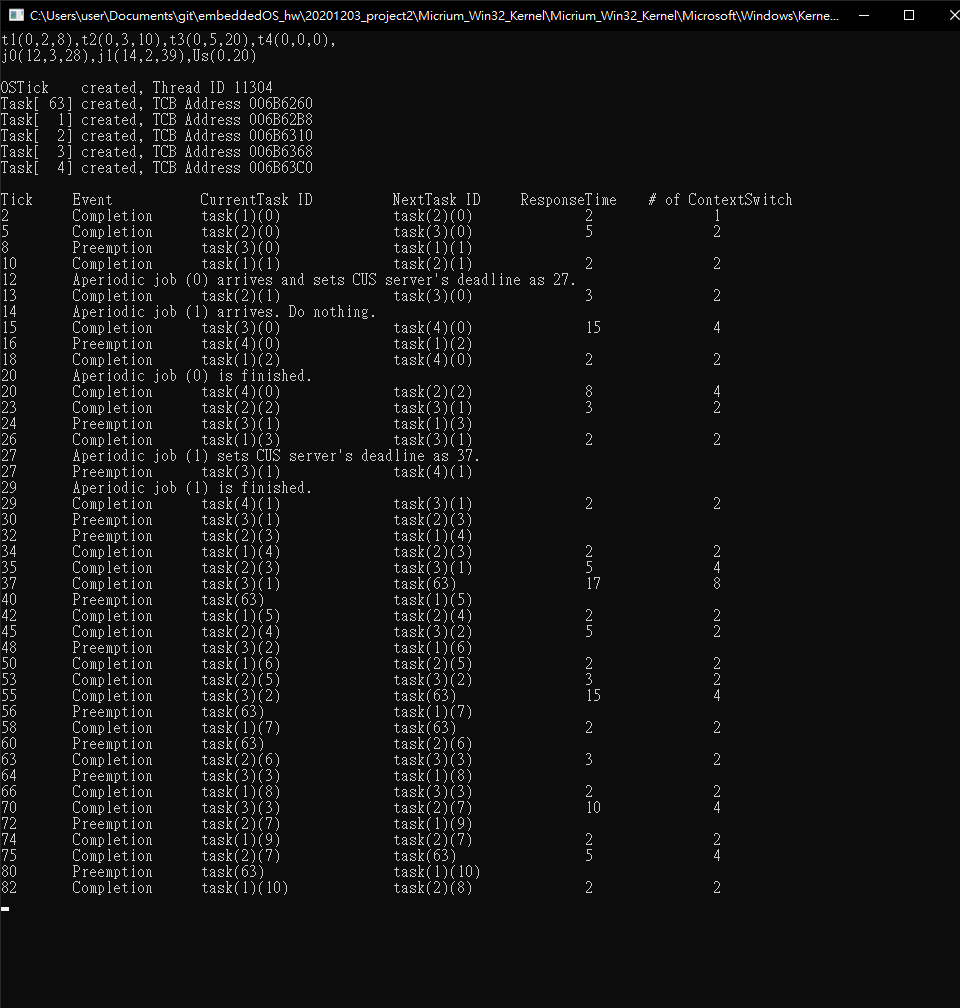 C:\Users\user\Documents\git\embeddedOS_hw\20201203_project2\Micrium_Win32_Kernel\Micrium_Win32_Kernel\Microsoft\Windows\Kerne...
t1(0,2,8),t2(0,3,10),t3(0,5,20),t4(0,0,0),
j0(12,3,28),j1(14,2,39),Us(0.20)
OSTick    created, Thread ID 11304
Task[ 63] created, TCB Address 006B6260
Task[  1] created, TCB Address 006B62B8
Task[  2] created, TCB Address 006B6310
Task[  3] created, TCB Address 006B6368
Task[  4] created, TCB Address 006B63C0
Tick Event CurrentTask ID NextTask ID ResponseTime # of ContextSwitch
2 Completion task(1)(0) task(2)(0) 2 1
5 Completion task(2)(0) task(3)(0) 5 2
8 Preemption task(3)(0) task(1)(1)
10 Completion task(1)(1) task(2)(1) 2 2
12 Aperiodic job (0) arrives and sets CUS server's deadline as 27.
13 Completion task(2)(1) task(3)(0) 3 2
14 Aperiodic job (1) arrives. Do nothing.
15 Completion task(3)(0) task(4)(0) 15 4
16 Preemption task(4)(0) task(1)(2)
18 Completion task(1)(2) task(4)(0) 2 2
20 Aperiodic job (0) is finished.
20 Completion task(4)(0) task(2)(2) 8 4
23 Completion task(2)(2) task(3)(1) 3 2
24 Preemption task(3)(1) task(1)(3)
26 Completion task(1)(3) task(3)(1) 2 2
27 Aperiodic job (1) sets CUS server's deadline as 37.
27 Preemption task(3)(1) task(4)(1)
29 Aperiodic job (1) is finished.
29 Completion task(4)(1) task(3)(1) 2 2
30 Preemption task(3)(1) task(2)(3)
32 Preemption task(2)(3) task(1)(4)
34 Completion task(1)(4) task(2)(3) 2 2
35 Completion task(2)(3) task(3)(1) 5 4
37 Completion task(3)(1) task(63) 17 8
40 Preemption task(63) task(1)(5)
42 Completion task(1)(5) task(2)(4) 2 2
45 Completion task(2)(4) task(3)(2) 5 2
48 Preemption task(3)(2) task(1)(6)
50 Completion task(1)(6) task(2)(5) 2 2
53 Completion task(2)(5) task(3)(2) 3 2
55 Completion task(3)(2) task(63) 15 4
56 Preemption task(63) task(1)(7)
58 Completion task(1)(7) task(63) 2 2
60 Preemption task(63) task(2)(6)
63 Completion task(2)(6) task(3)(3) 3 2
64 Preemption task(3)(3) task(1)(8)
66 Completion task(1)(8) task(3)(3) 2 2
70 Completion task(3)(3) task(2)(7) 10 4
72 Preemption task(2)(7) task(1)(9)
74 Completion task(1)(9) task(2)(7) 2 2
75 Completion task(2)(7) task(63) 5 4
80 Preemption task(63) task(1)(10)
82 Completion task(1)(10) task(2)(8) 2 2